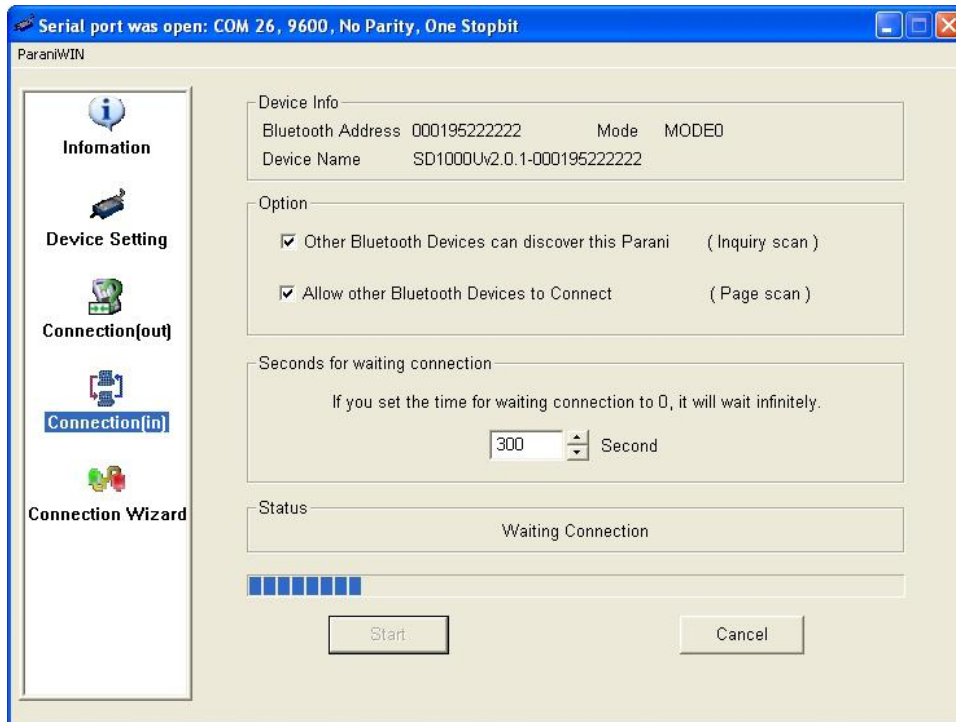 Serial port was open: COM 26, 9600, No Parity, One Stopbit
ParaniWIN
Infomation
Device Setting
Connection(out)
Connection(in)
Connection Wizard
Device Info
Bluetooth Address 000195222222 Mode MODE0
Device Name SD1000Uv2.0.1-000195222222
Option
Other Bluetooth Devices can discover this Parani ( Inquiry scan )
Allow other Bluetooth Devices to Connect ( Page scan )
Seconds for waiting connection
If you set the time for waiting connection to 0, it will wait infinitely.
300 Second
Status
Waiting Connection
Start Cancel